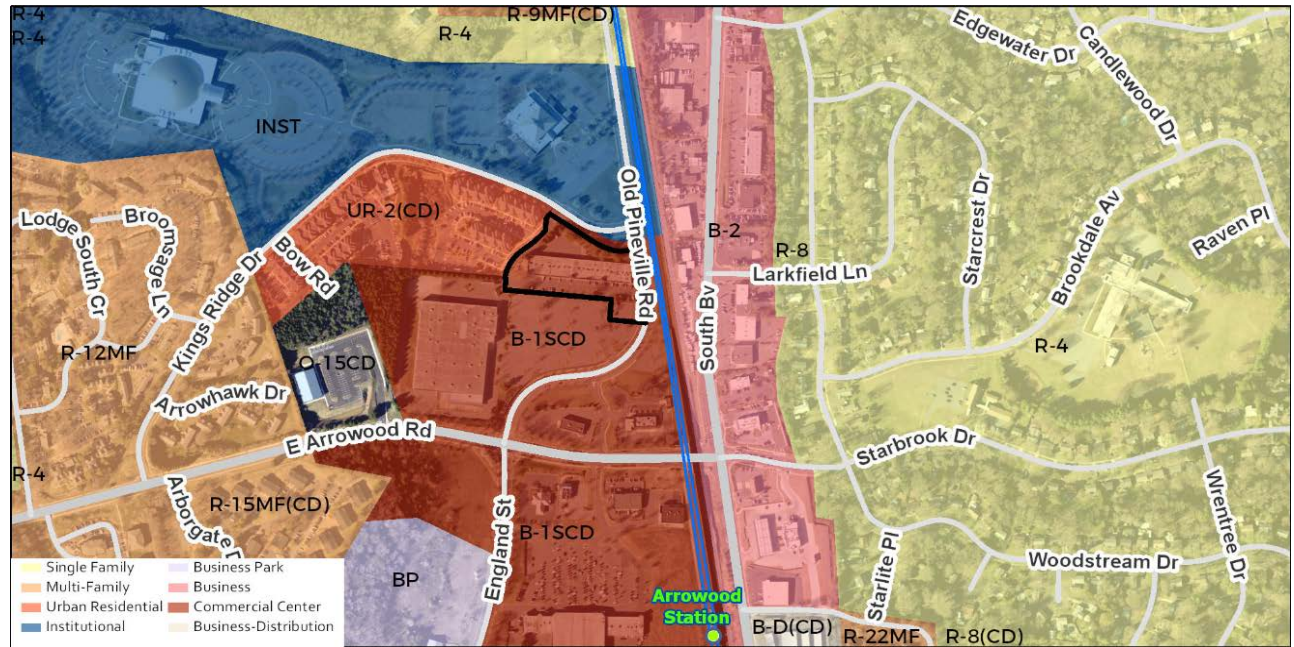 R-4
R-9MF(CD)
R-4
R-4
Edgewater Dr
Candlewood Dr
INST
Old Pineville Rd
Lodge South Cr
Broomsage Ln
UR-2(CD)
Bow Rd
Kings Ridge Dr
B-2
R-8
Larkfield Ln
Starcrest Dr
Brookdale Av
Raven Pl
South Bv
B-1SCD
R-12MF
O-15CD
R-4
Arrowhawk Dr
E Arrowood Rd
Starbrook Dr
R-4
R-15MF(CD)
Arborgate D
B-1SCD
England St
BP
Wrentree Dr
Woodstream Dr
Starlite Pl
Arrowood
Station
B-D(CD)
R-22MF
R-8(CD)
Single Family
Multi-Family
Urban Residential
Institutional
Business Park
Business
Commercial Center
Business-Distribution